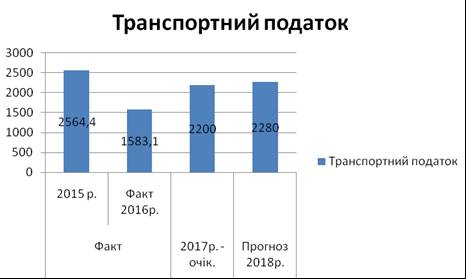 Транспортний податок
3000
2500
2000
1500
1000
500
0
2564,4
1583,1
2200
2280
2015 р.
Факт
2016р.
Факт
2017р. -
очік.
Прогноз
2018р.
Транспортний податок